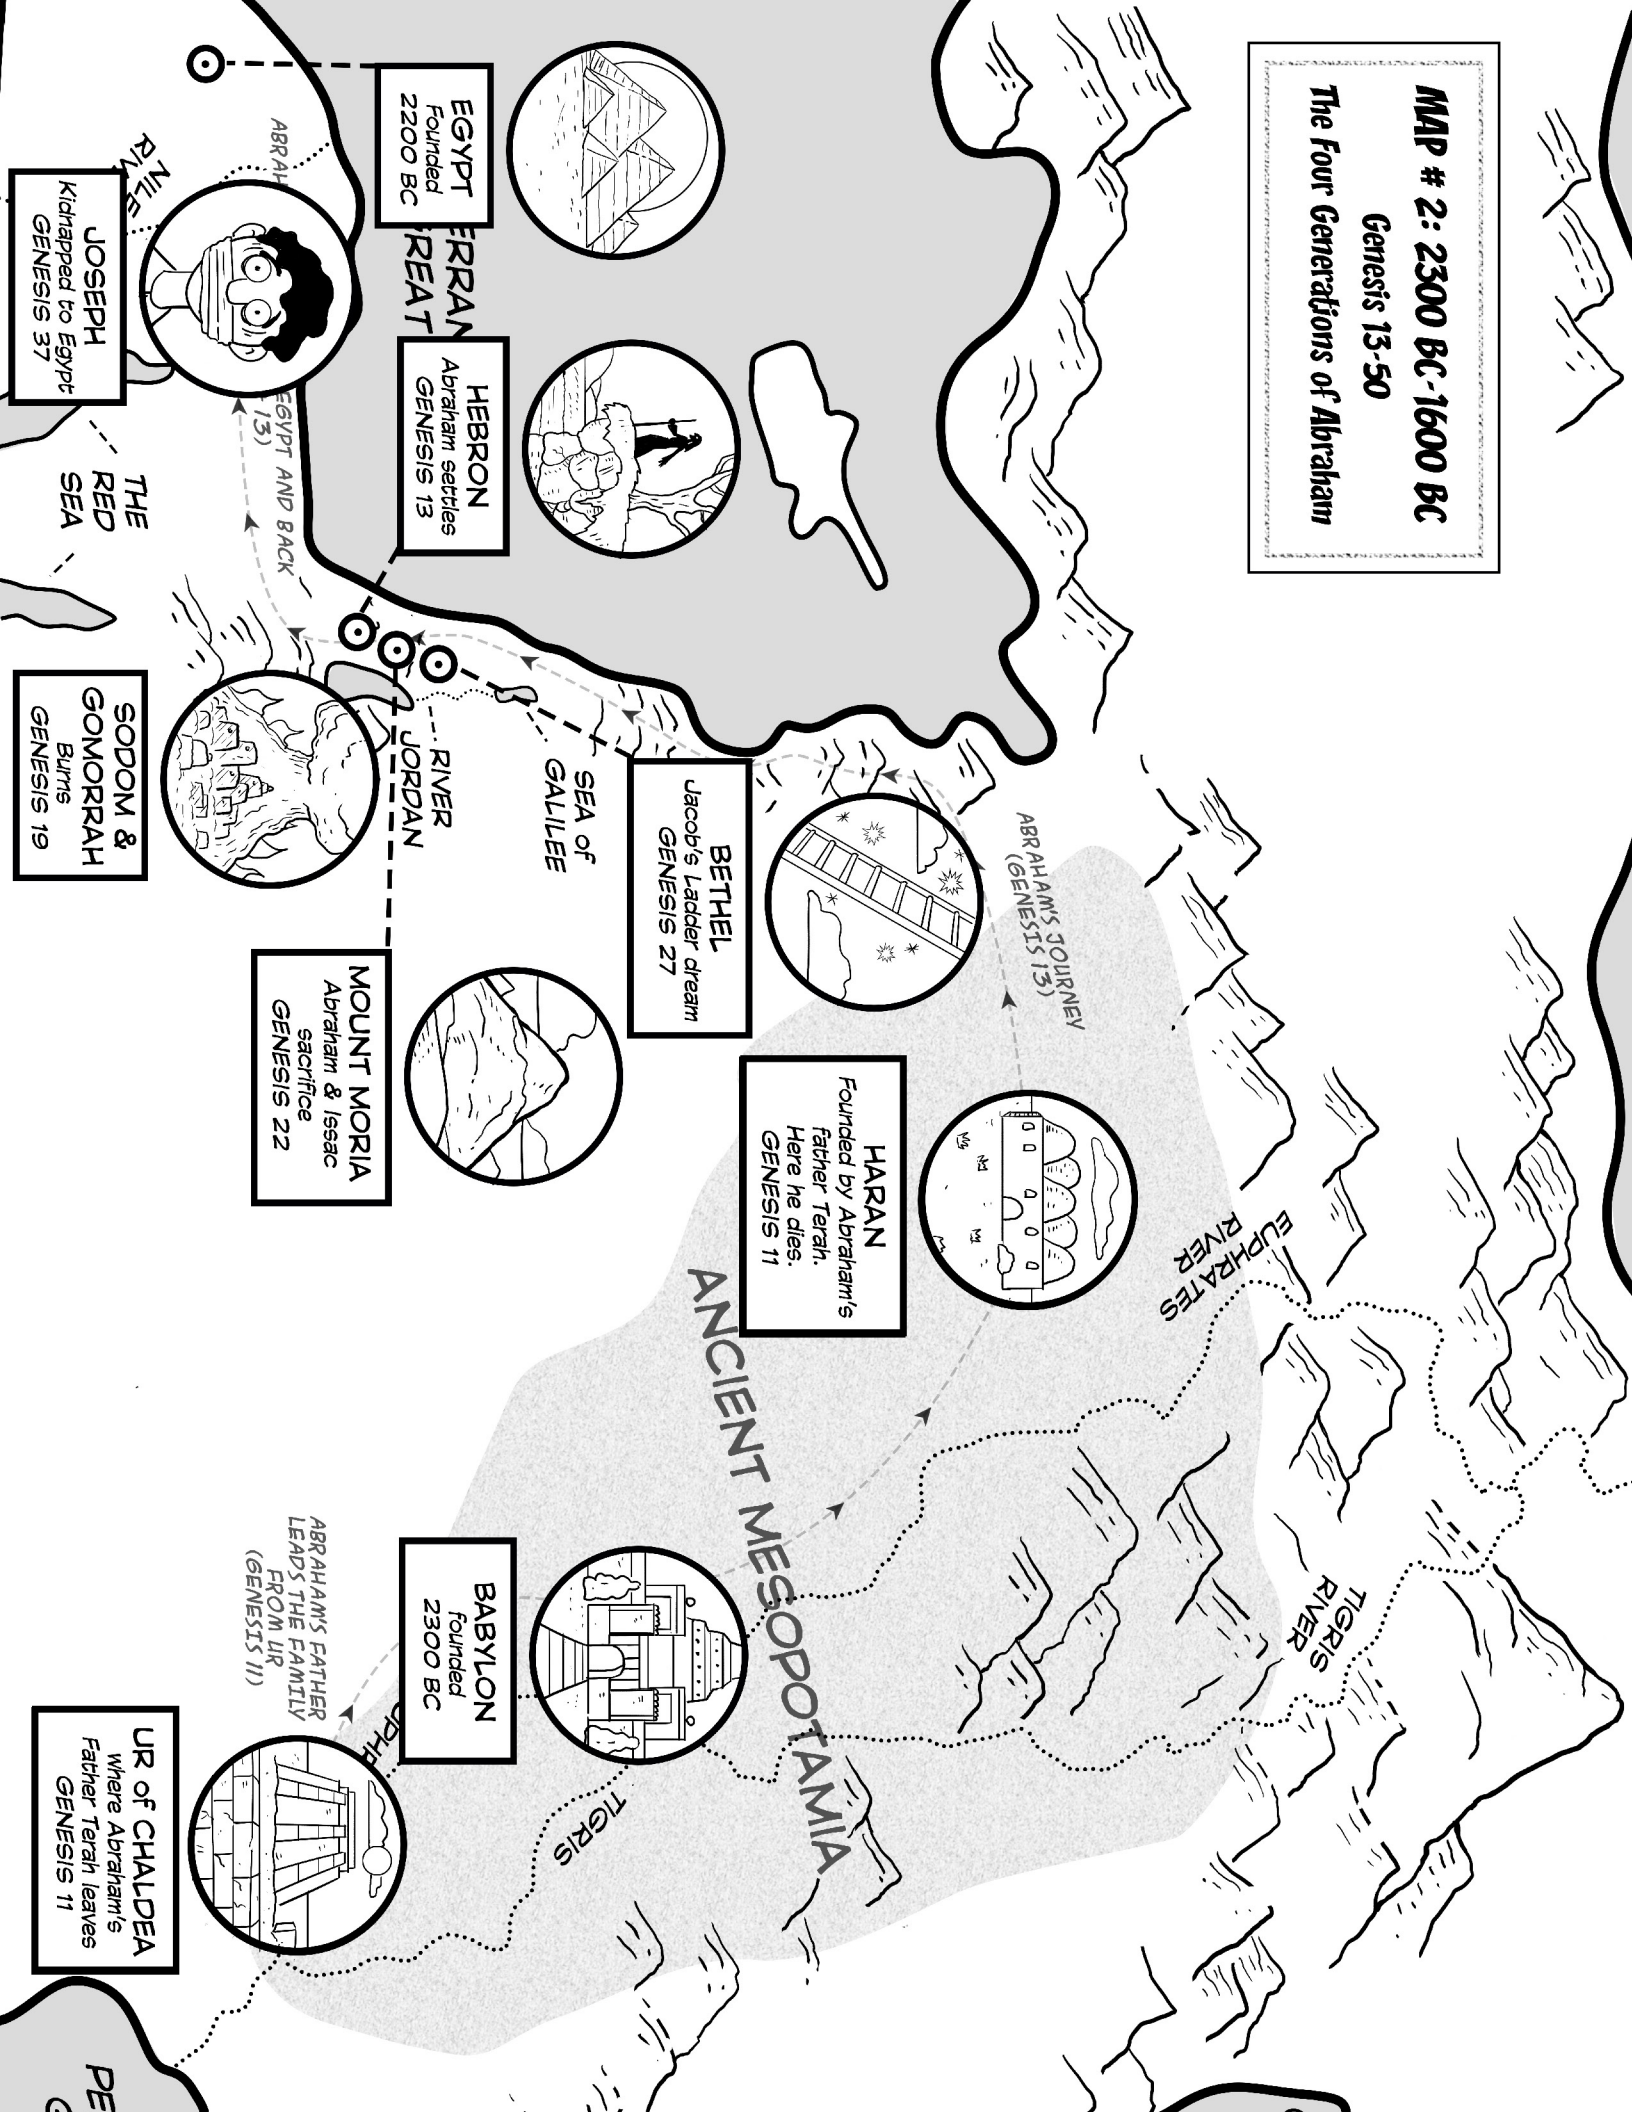 MAP # 2: 2300 BC-1600 BC
Genesis 13-50
The Four Generations of Abraham
EGYPT
Founded
2200 BC
ERRAN
REAT
HEBRON
Abraham settles
GENESIS 13
ABRAH
EGYPT AND BACK
13)
NILE
JOSEPH
Kidnapped to Egypt
GENESIS 37
THE
RED
SEA
SODOM &
GOMORRAH
Burns
GENESIS 19
RIVER
JORDAN
SEA of
GALILEE
BETHEL
Jacob's Ladder dream
GENESIS 27
MOUNT MORIA
Abraham & Issac
sacrifice
GENESIS 22
ABRAHAM'S JOURNEY
(GENESIS 13)
HARAN
Founded by Abraham's
father Terah.
Here he dies.
GENESIS 11
EUPHRATES
RIVER
TIGRIS
RIVER
ANCIENT MESOPOTAMIA
BABYLON
founded
2300 BC
TIGRIS
ABRAHAM'S FATHER
LEADS THE FAMILY
FROM UR
(GENESIS 11)
UR of CHALDEA
where Abraham's
Father Terah leaves
GENESIS 11
PE